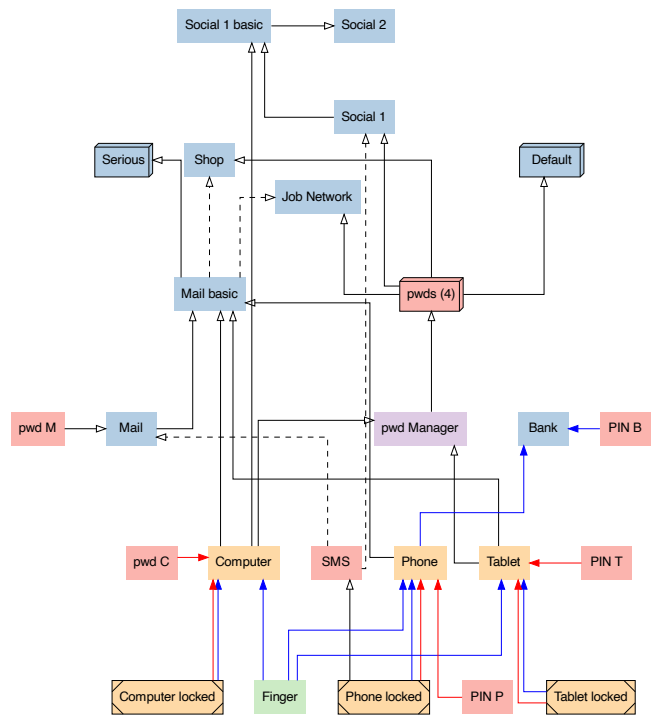 Social 1 basic
Social 2
Social 1
Serious
Shop
Default
Job Network
Mail basic
pwds (4)
pwd M
Mail
pwd Manager
Bank
PIN B
pwd C
Computer
SMS
Phone
Tablet
PIN T
Computer locked
Finger
Phone locked
PIN P
Tablet locked